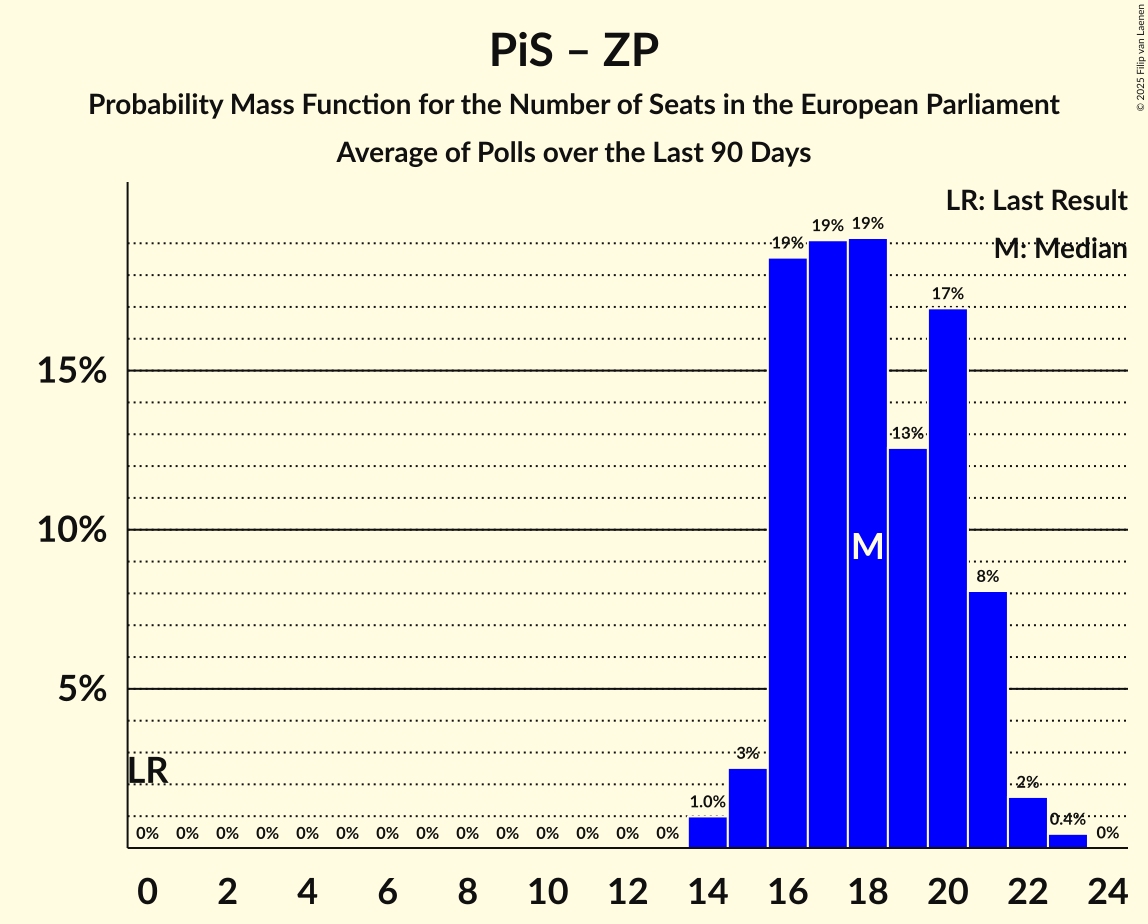 PiS – ZP
Probability Mass Function for the Number of Seats in the European Parliament
Average of Polls over the Last 90 Days
© 2025 Filip van Laenen
LR: Last Result
M: Median
15%
10%
5%
LR
M
0% 0% 0% 0% 0% 0% 0% 0% 0% 0% 0% 0% 0% 0% 1.0% 3% 19% 19% 19% 13% 17% 8% 2% 0.4% 0%
0 2 4 6 8 10 12 14 16 18 20 22 24